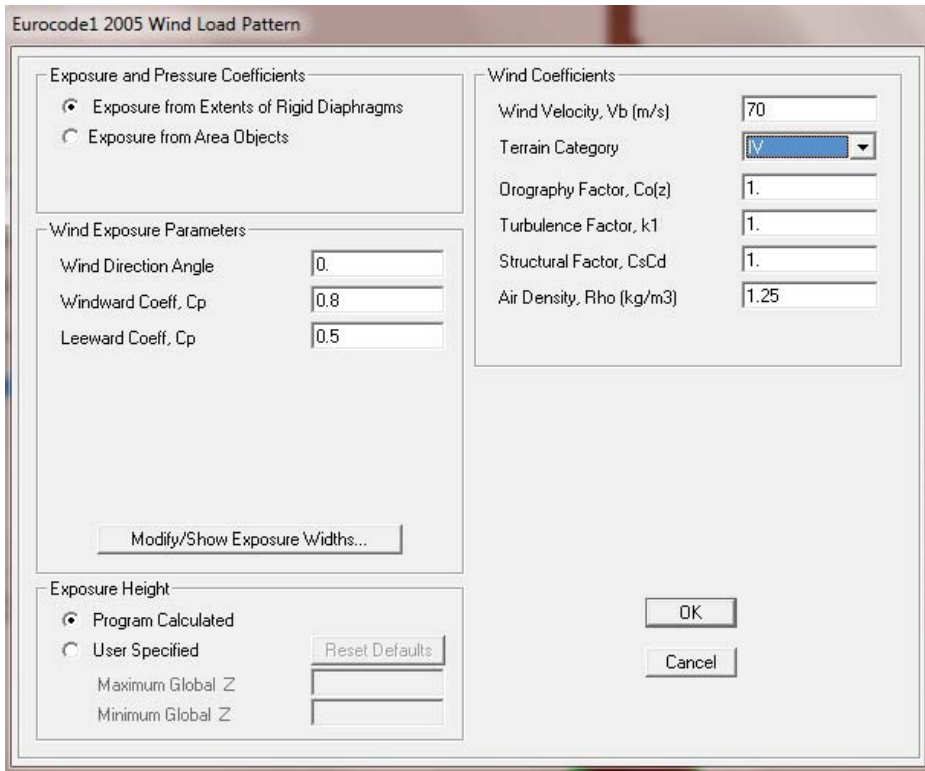 Eurocode1 2005 Wind Load Pattern
Exposure and Pressure Coefficients
Exposure from Extents of Rigid Diaphragms
Exposure from Area Objects
Wind Exposure Parameters
Wind Direction Angle 0.
Windward Coeff, Cp 0.8
Leeward Coeff, Cp 0.5
Modify/Show Exposure Widths...
Exposure Height
Program Calculated
User Specified Reset Defaults
Maximum Global Z
Minimum Global Z
Wind Coefficients
Wind Velocity, Vb (m/s) 70
Terrain Category IV
Orography Factor, Co(z) 1.
Turbulence Factor, k1 1.
Structural Factor, CsCd 1.
Air Density, Rho (kg/m3) 1.25
OK
Cancel